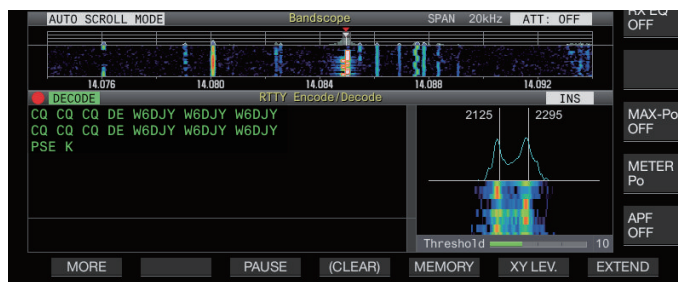 AUTO SCROLL MODE Bandscope SPAN 20kHz ATT: OFF
RX EQ
OFF
14.076 14.080 14.084 14.088 14.092
DECODE RTTY Encode/Decode INS
CQ CQ CQ DE W6DJY W6DJY W6DJY
CQ CQ CQ DE W6DJY W6DJY W6DJY
PSE K
2125 2295
Threshold 10
MAX-Po
OFF
METER
Po
APF
OFF
MORE PAUSE (CLEAR) MEMORY XY LEV. EXTEND